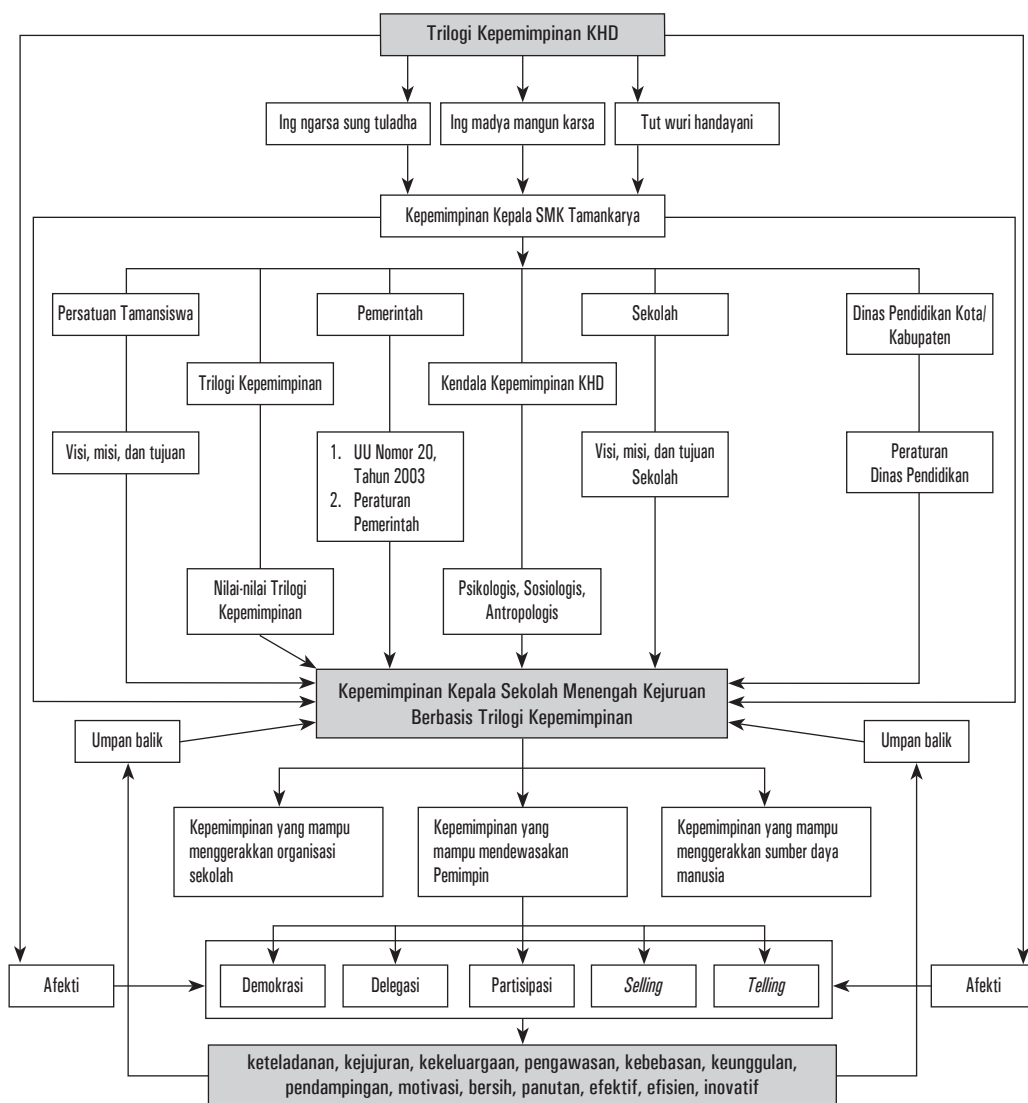 Trilogi Kepemimpinan KHD
Ing ngarsa sung tuladha
Ing madya mangun karsa
Tut wuri handayani
Kepemimpinan Kepala SMK Tamankarya
Persatuan Tamansiswa
Pemerintah
Sekolah
Dinas Pendidikan Kota/
Kabupaten
Trilogi Kepemimpinan
Kendala Kepemimpinan KHD
Visi, misi, dan tujuan
1. UU Nomor 20,
Tahun 2003
2. Peraturan
Pemerintah
Visi, misi, dan tujuan
Sekolah
Peraturan
Dinas Pendidikan
Nilai-nilai Trilogi
Kepemimpinan
Psikologis, Sosiologis,
Antropologis
Kepemimpinan Kepala Sekolah Menengah Kejuruan
Berbasis Trilogi Kepemimpinan
Umpan balik
Umpan balik
Kepemimpinan yang mampu
menggerakkan organisasi
sekolah
Kepemimpinan yang
mampu mendewasakan
Pemimpin
Kepemimpinan yang mampu
menggerakkan sumber daya
manusia
Afekti
Demokrasi
Delegasi
Partisipasi
Selling
Telling
Afekti
keteladanan, kejujuran, kekeluargaan, pengawasan, kebebasan, keunggulan,
pendampingan, motivasi, bersih, panutan, efektif, efisien, inovatif